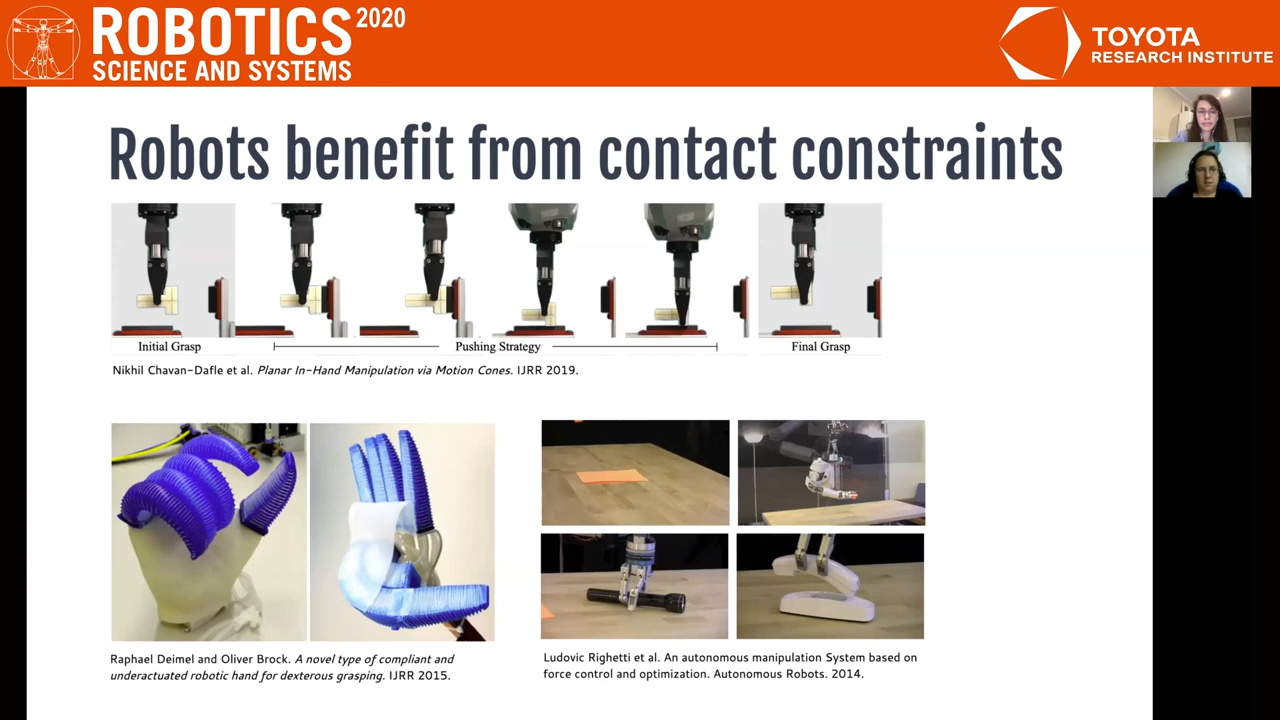 ROBOTICS 2020
SCIENCE AND SYSTEMS
TOYOTA
RESEARCH INSTITUTE
Robots benefit from contact constraints
Initial Grasp
Pushing Strategy
Final Grasp
Nikhil Chavan-Dafle et al. Planar In-Hand Manipulation via Motion Cones. IJRR 2019.
Raphael Deimel and Oliver Brock. A novel type of compliant and
underactuated robotic hand for dexterous grasping. IJRR 2015.
Ludovic Righetti et al. An autonomous manipulation System based on
force control and optimization. Autonomous Robots. 2014.